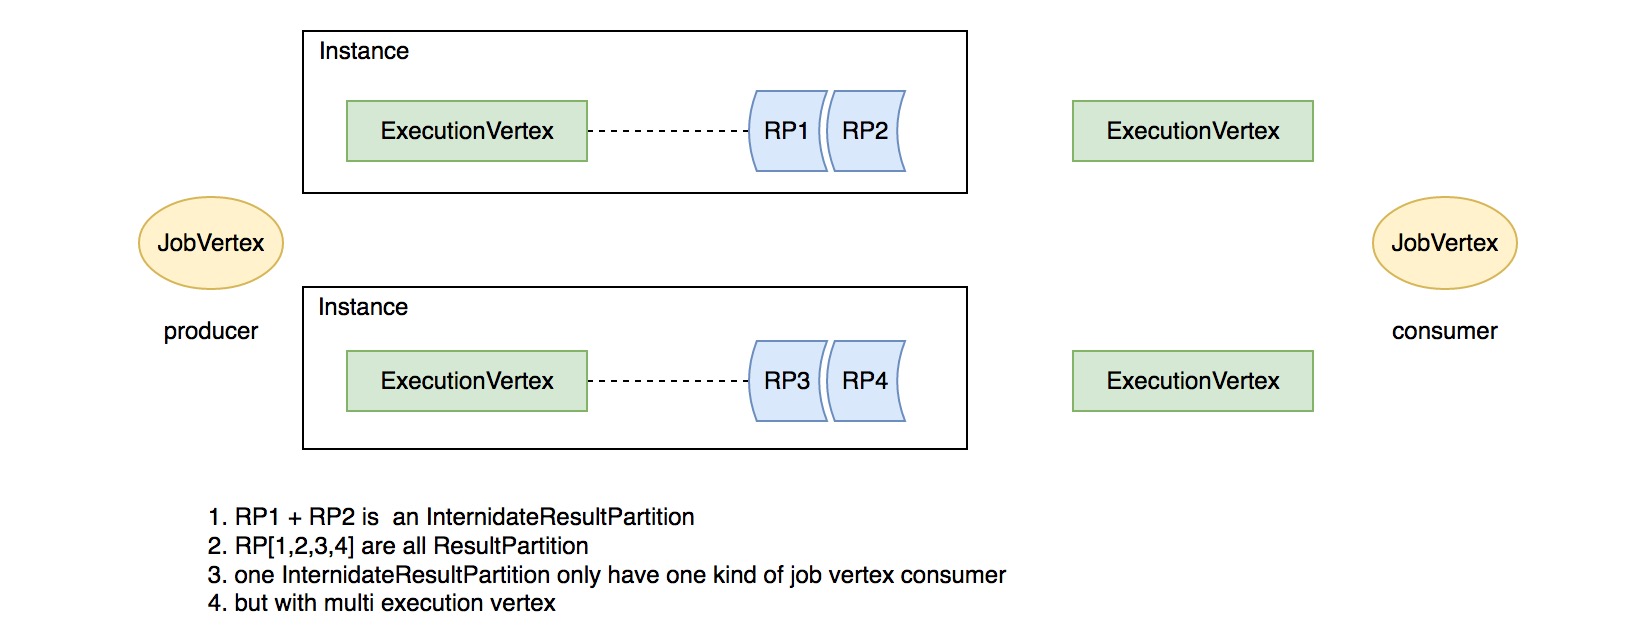 Instance
ExecutionVertex
RP1
RP2
ExecutionVertex
JobVertex
producer
JobVertex
consumer
Instance
ExecutionVertex
RP3
RP4
ExecutionVertex
1. RP1 + RP2 is an InternidateResultPartition
2. RP[1,2,3,4] are all ResultPartition
3. one InternidateResultPartition only have one kind of job vertex consumer
4. but with multi execution vertex